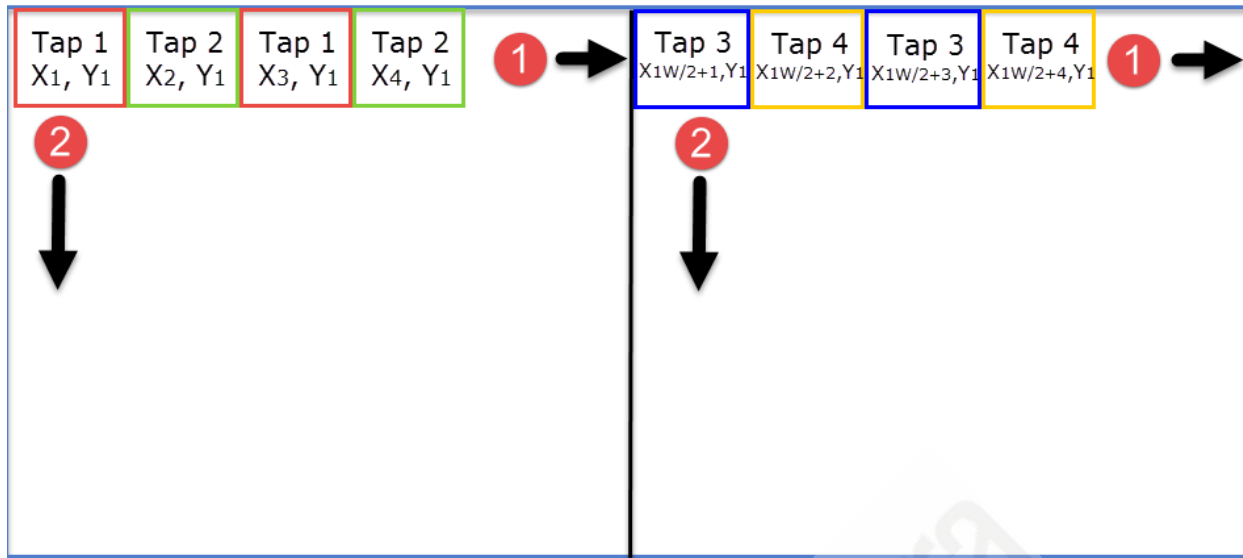 Tap 1 Tap 2 Tap 1 Tap 2 1 Tap 3 Tap 4 Tap 3 Tap 4 1
X1, Y1 X2, Y1 X3, Y1 X4, Y1 X1W/2+1,Y1 X1W/2+2,Y1 X1W/2+3,Y1 X1W/2+4,Y1
2 2